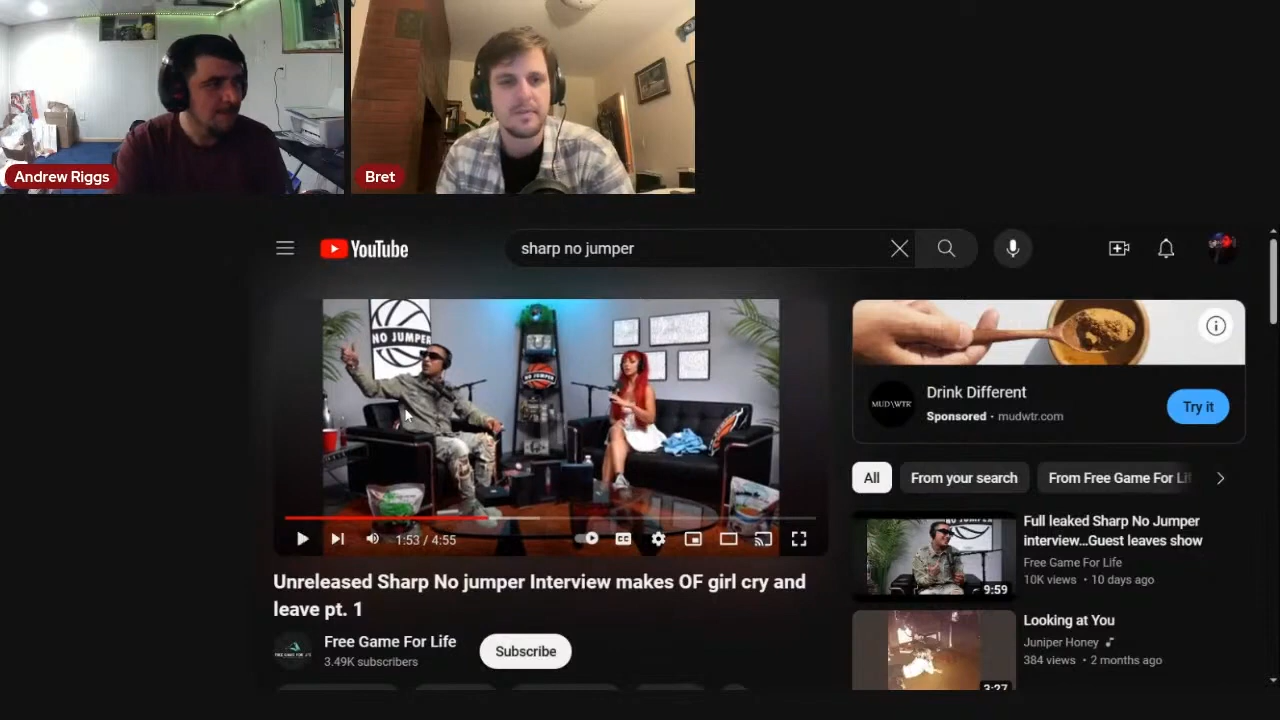 Andrew Riggs
Bret
YouTube
sharp no jumper
NO JUMPER
1:53 / 4:55
Unreleased Sharp No jumper Interview makes OF girl cry and
leave pt. 1
Free Game For Life
3.49K subscribers
Subscribe
MUD\WTR
Drink Different
Sponsored • mudwtr.com
Try it
All
From your search
From Free Game For Li
9:59
Full leaked Sharp No Jumper
interview...Guest leaves show
Free Game For Life
10K views • 10 days ago
3:27
Looking at You
Juniper Honey
384 views • 2 months ago